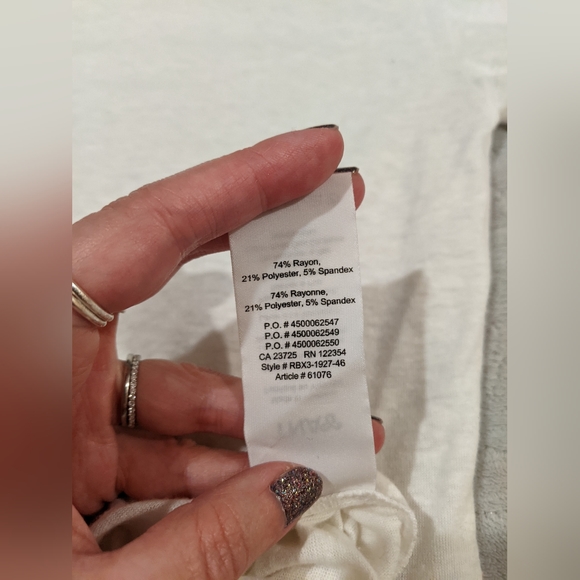 74% Rayon,
21% Polyester, 5% Spandex
74% Rayonne,
21% Polyester, 5% Spandex
P.O. # 4500062547
P.O. # 4500062549
P.O. # 4500062550
CA 23725 RN 122354
Style # RBX3-1927-46
Article # 61076